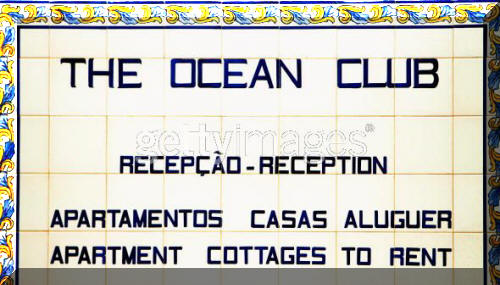 THE OCEAN CLUB
gettyimages®
RECEPÇÃO - RECEPTION
APARTAMENTOS CASAS ALUGUER
APARTMENT COTTAGES TO RENT